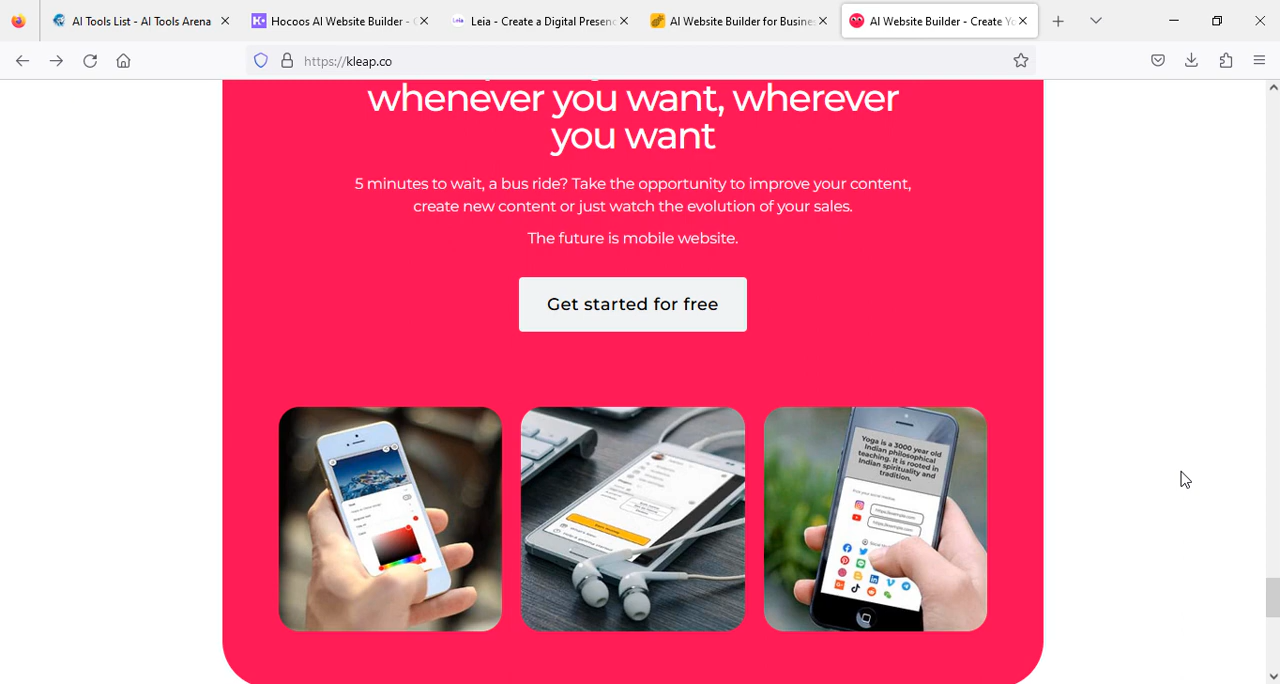 AI Tools List - AI Tools Arena
Hocoos AI Website Builder -
Leia - Create a Digital Presenc
AI Website Builder for Busines
AI Website Builder - Create Yo
https://kleap.co
whenever you want, wherever
you want
5 minutes to wait, a bus ride? Take the opportunity to improve your content,
create new content or just watch the evolution of your sales.
The future is mobile website.
Get started for free
Yoga is a 3000 year old
Indian philosophical
teaching. It is rooted in
Indian spirituality and
tradition.